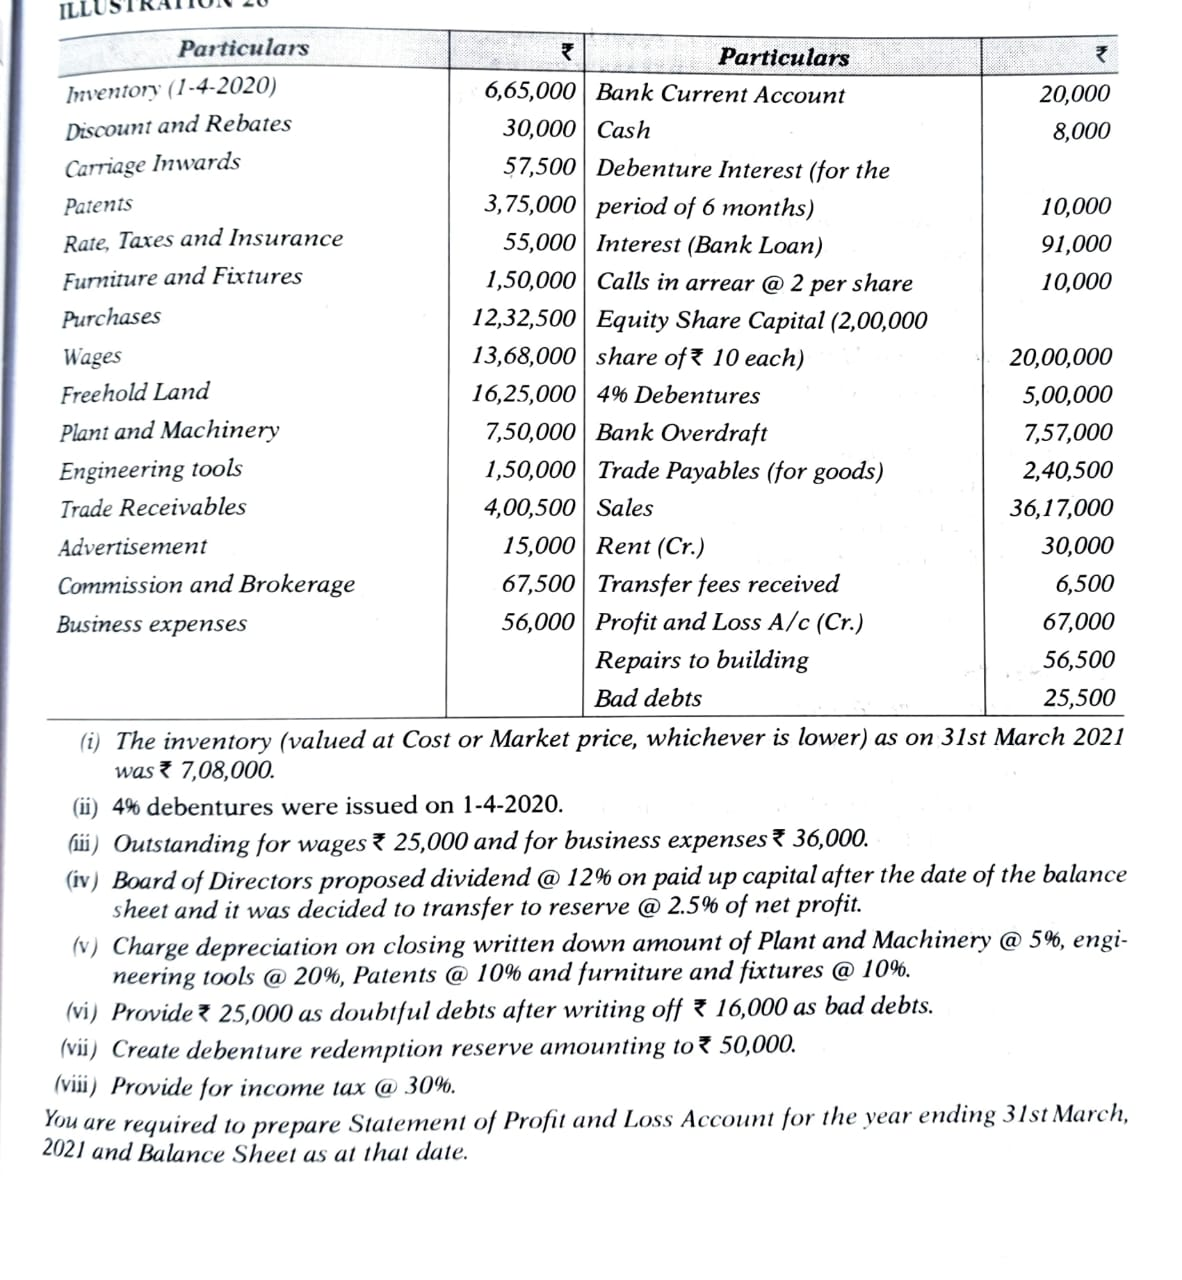 Particulars ₹ Particulars ₹
Inventory (1-4-2020) 6,65,000 Bank Current Account 20,000
Discount and Rebates 30,000 Cash 8,000
Carriage Inwards 57,500 Debenture Interest (for the
Patents 3,75,000 period of 6 months) 10,000
Rate, Taxes and Insurance 55,000 Interest (Bank Loan) 91,000
Furniture and Fixtures 1,50,000 Calls in arrear @ 2 per share 10,000
Purchases 12,32,500 Equity Share Capital (2,00,000
Wages 13,68,000 share of ₹ 10 each) 20,00,000
Freehold Land 16,25,000 4% Debentures 5,00,000
Plant and Machinery 7,50,000 Bank Overdraft 7,57,000
Engineering tools 1,50,000 Trade Payables (for goods) 2,40,500
Trade Receivables 4,00,500 Sales 36,17,000
Advertisement 15,000 Rent (Cr.) 30,000
Commission and Brokerage 67,500 Transfer fees received 6,500
Business expenses 56,000 Profit and Loss A/c (Cr.) 67,000
Repairs to building 56,500
Bad debts 25,500
(i) The inventory (valued at Cost or Market price, whichever is lower) as on 31st March 2021
was ₹ 7,08,000.
(ii) 4% debentures were issued on 1-4-2020.
(iii) Outstanding for wages ₹ 25,000 and for business expenses ₹ 36,000.
(iv) Board of Directors proposed dividend @ 12% on paid up capital after the date of the balance
sheet and it was decided to transfer to reserve @ 2.5% of net profit.
(v) Charge depreciation on closing written down amount of Plant and Machinery @ 5%, engi-
neering tools @ 20%, Patents @ 10% and furniture and fixtures @ 10%.
(vi) Provide ₹ 25,000 as doubtful debts after writing off ₹ 16,000 as bad debts.
(vii) Create debenture redemption reserve amounting to ₹ 50,000.
(viii) Provide for income tax @ 30%.
You are required to prepare Statement of Profit and Loss Account for the year ending 31st March,
2021 and Balance Sheet as at that date.